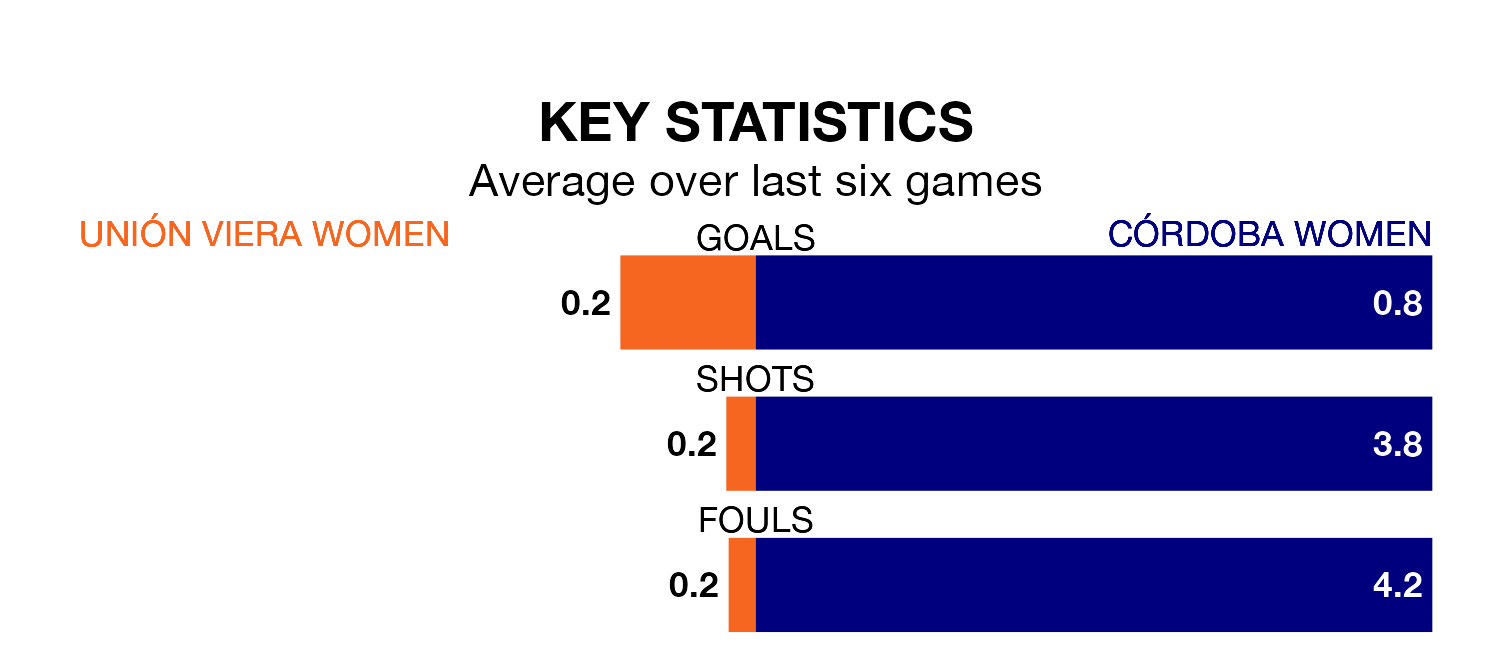 KEY STATISTICS
Average over last six games
UNIÓN VIERA WOMEN
GOALS
CÓRDOBA WOMEN
0.2
0.8
SHOTS
0.2
3.8
FOULS
0.2
4.2